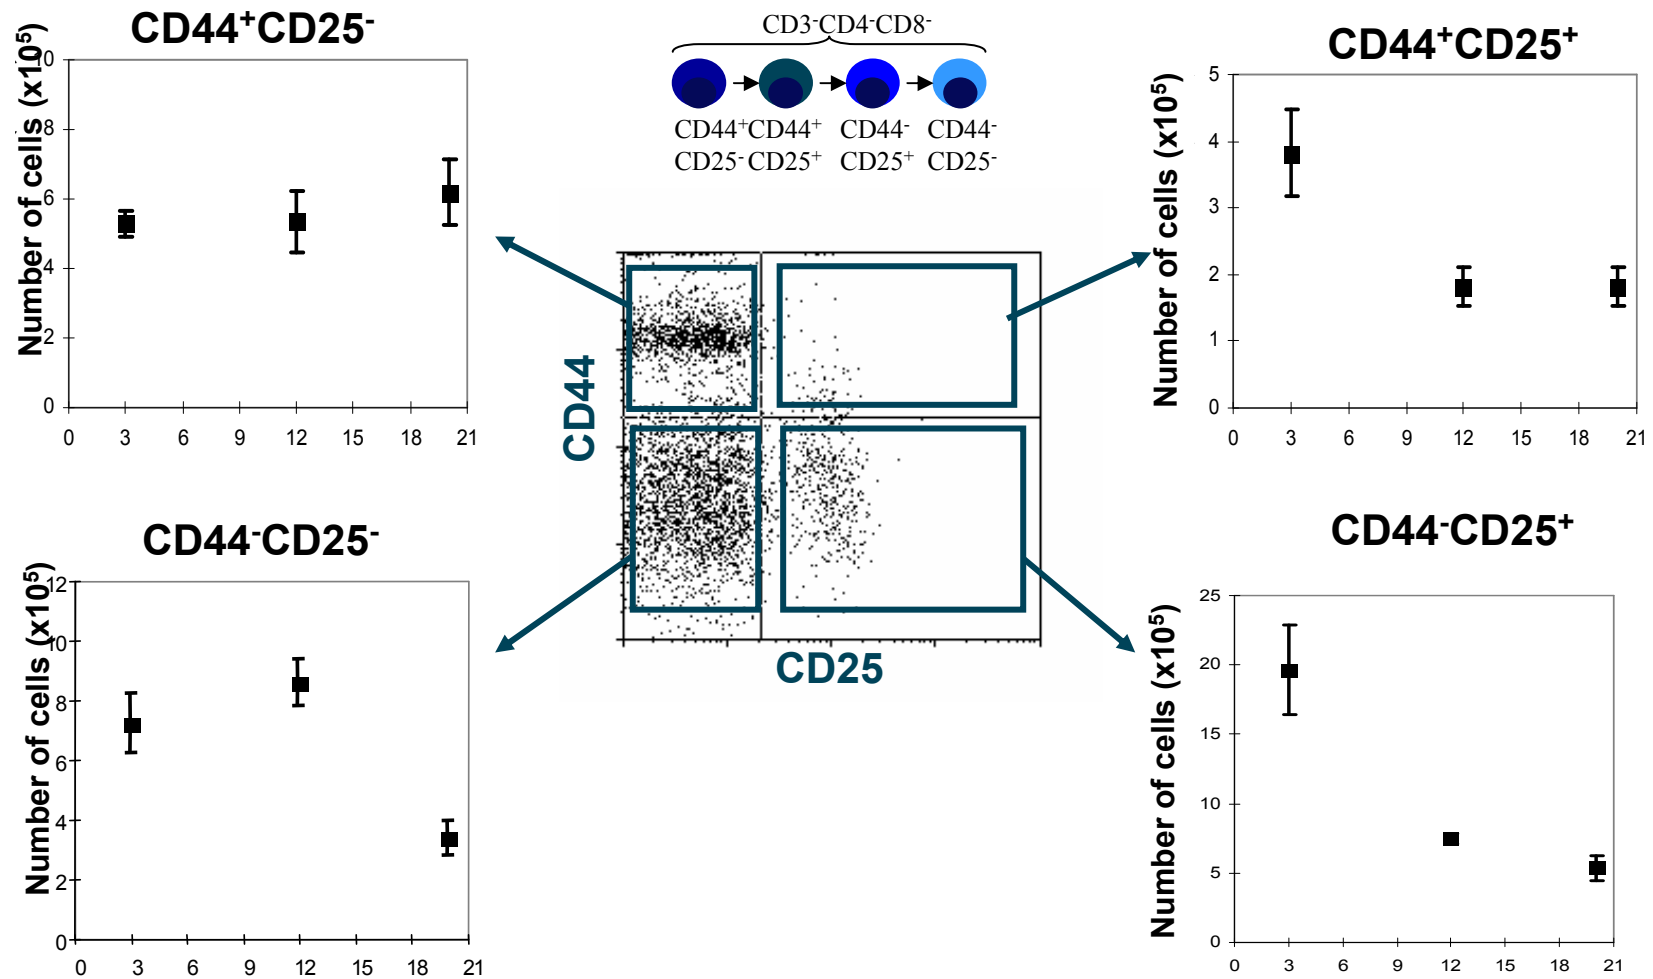 CD44⁺CD25⁻
Number of cells (x10⁵)
10
8
6
4
2
0
0 3 6 9 12 15 18 21
CD3⁻CD4⁻CD8⁻
CD44⁺CD44⁺ CD44⁻ CD44⁻
CD25⁻CD25⁺ CD25⁺ CD25⁻
CD44⁺CD25⁺
Number of cells (x10⁵)
5
4
3
2
1
0
0 3 6 9 12 15 18 21
CD44
CD25
CD44⁻CD25⁻
Number of cells (x10⁵)
12
10
8
6
4
2
0
0 3 6 9 12 15 18 21
CD44⁻CD25⁺
Number of cells (x10⁵)
25
20
15
10
5
0
0 3 6 9 12 15 18 21